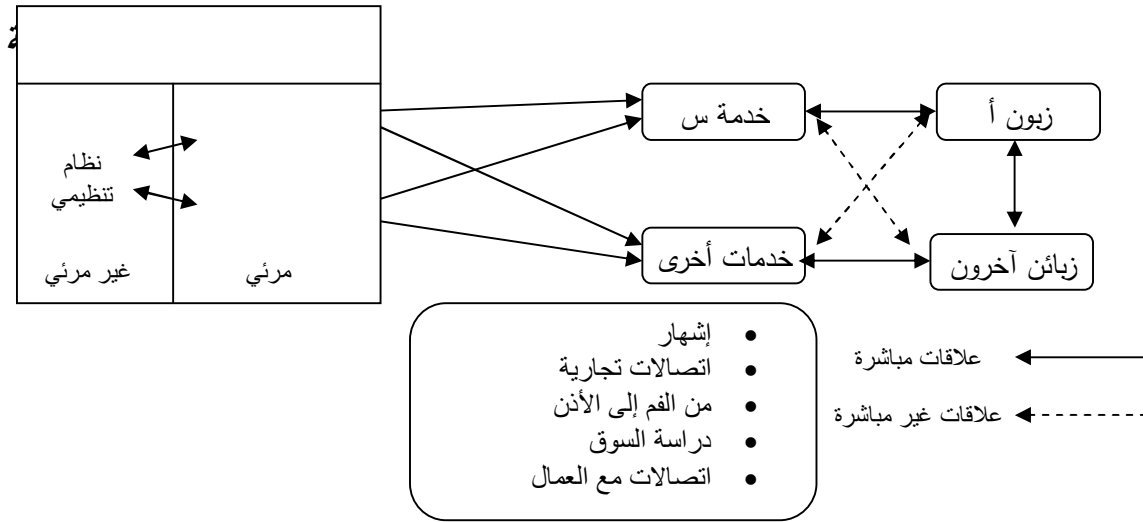 خدمة س
زبون أ
نظام
تنظيمي
غير مرئي
مرئي
خدمات أخرى
زبائن آخرون
• إشهار
• اتصالات تجارية
• من الفم إلى الأذن
• دراسة السوق
• اتصالات مع العمال
علاقات مباشرة
علاقات غير مباشرة